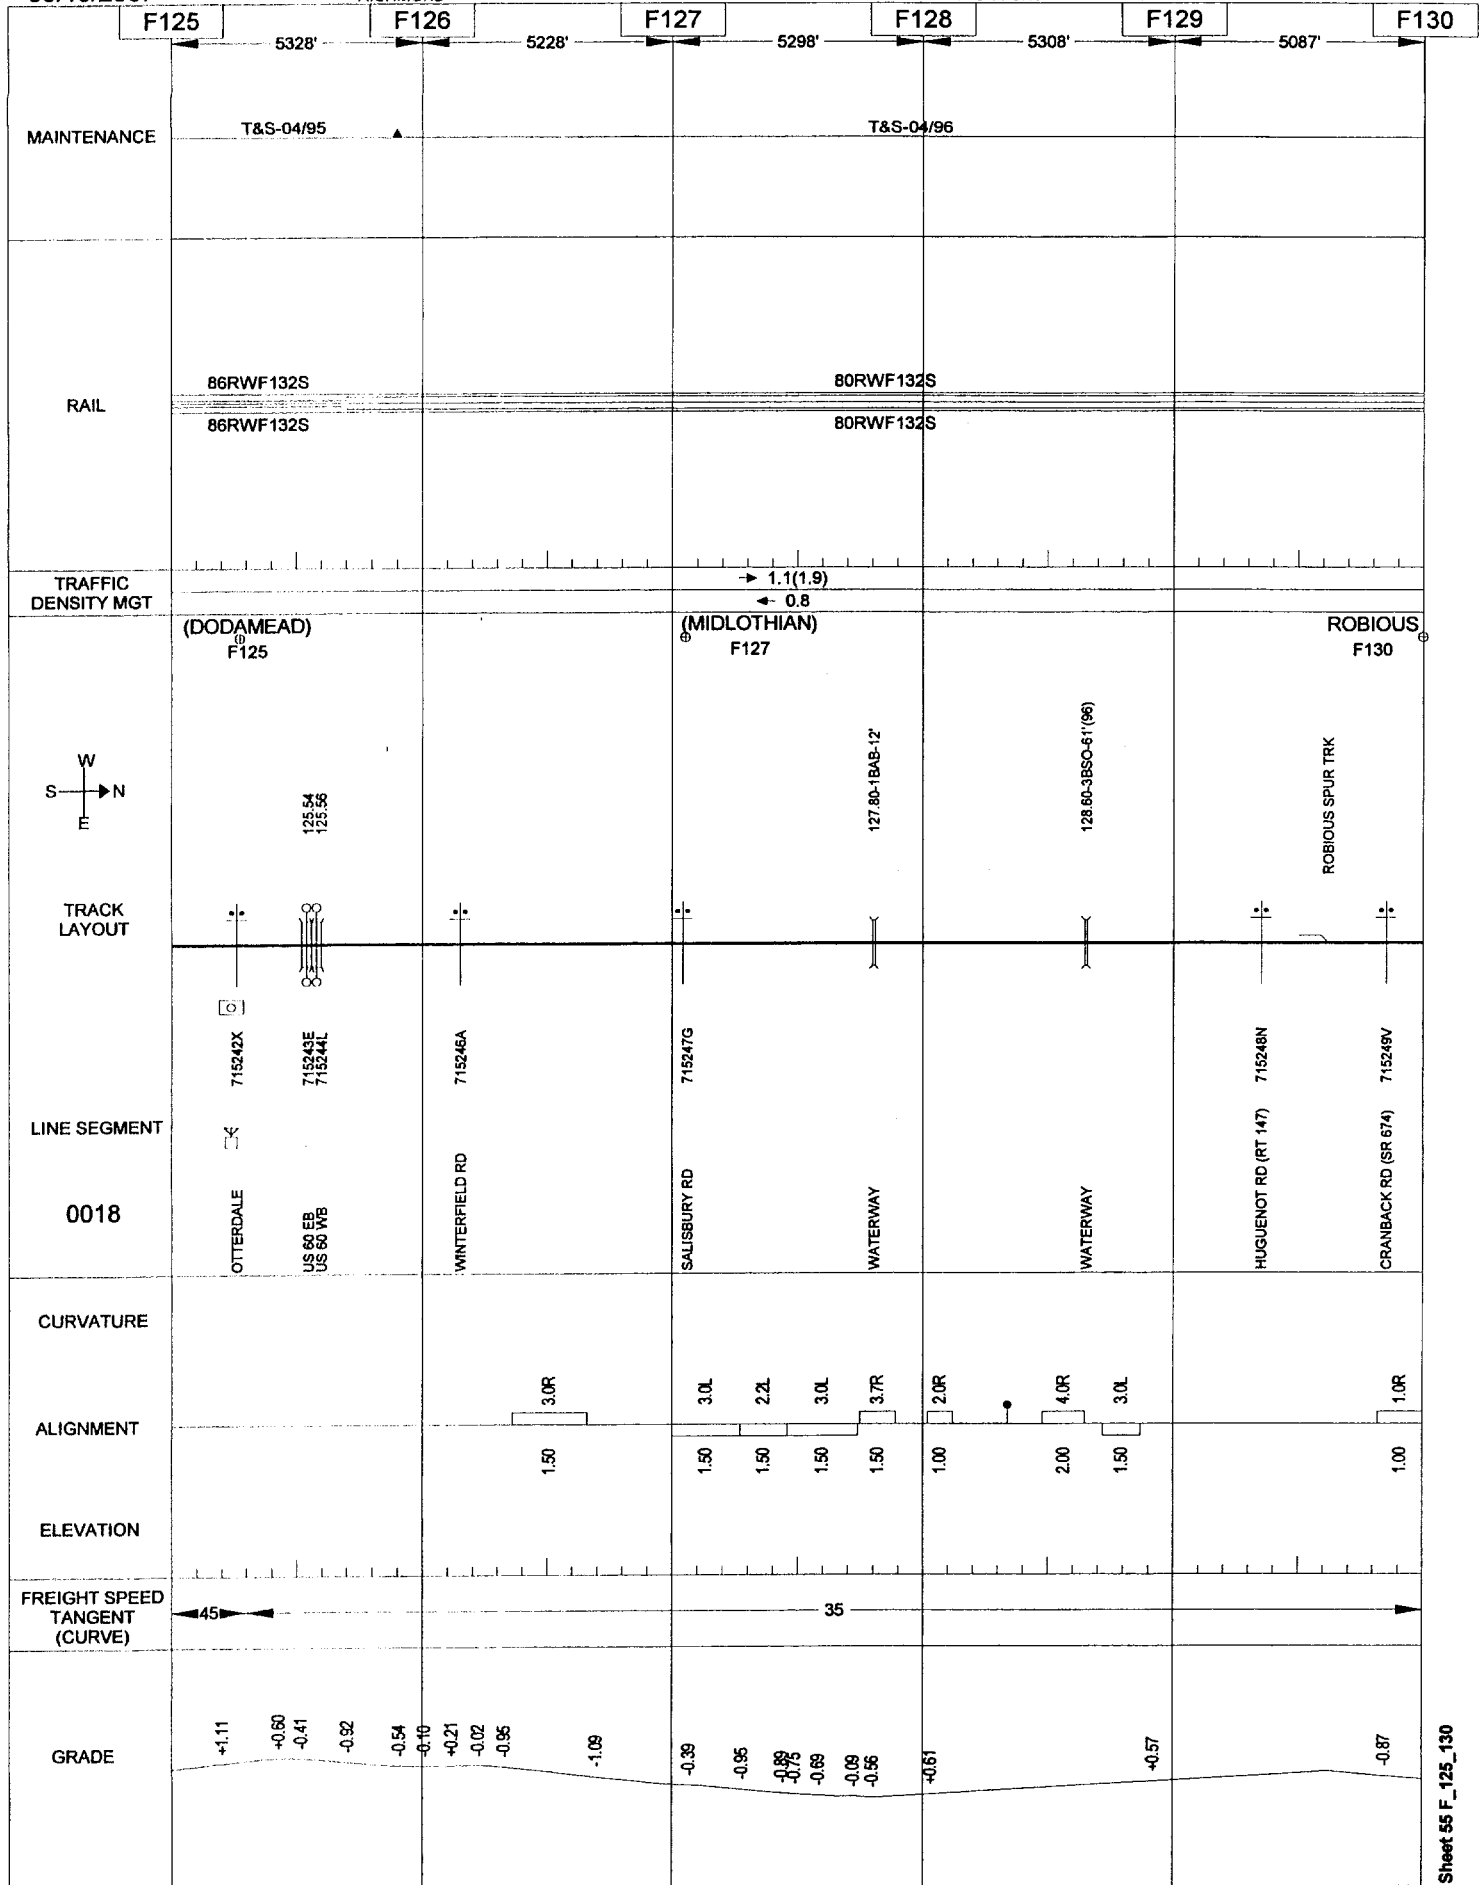 F125 F126 F127 F128 F129 F130
5328' 5228' 5298' 5308' 5087'
MAINTENANCE
T&S-04/95 T&S-04/96
RAIL
86RWF132S 80RWF132S
86RWF132S 80RWF132S
TRAFFIC
DENSITY MGT
1.1(1.9)
0.8
(DODAMEAD) (MIDLOTHIAN) ROBIOUS
F125 F127 F130
W
S N
E
125.54
125.56
127.80-1BAB-12'
128.60-3BSO-61'(96)
ROBIOUS SPUR TRK
TRACK
LAYOUT
715242X
715243E
715244L
715246A
715247G
715248N
715249V
LINE SEGMENT
0018
OTTERDALE
US 60 EB
US 60 WB
WINTERFIELD RD
SALISBURY RD
WATERWAY
WATERWAY
HUGUENOT RD (RT 147)
CRANBACK RD (SR 674)
CURVATURE
3.0R 3.0L 2.2L 3.0L 3.7R 2.0R 4.0R 3.0L 1.0R
ALIGNMENT
1.50 1.50 1.50 1.50 1.50 1.00 2.00 1.50 1.00
ELEVATION
FREIGHT SPEED
TANGENT
(CURVE)
45 35
GRADE
+1.11 +0.60 -0.41 -0.92 -0.54 -0.10 +0.21 -0.02 -0.95 -1.09 -0.39 -0.95 -0.89 -0.75 -0.69 -0.09 -0.56 +0.61 +0.57 -0.87
Sheet 55 F_125_130